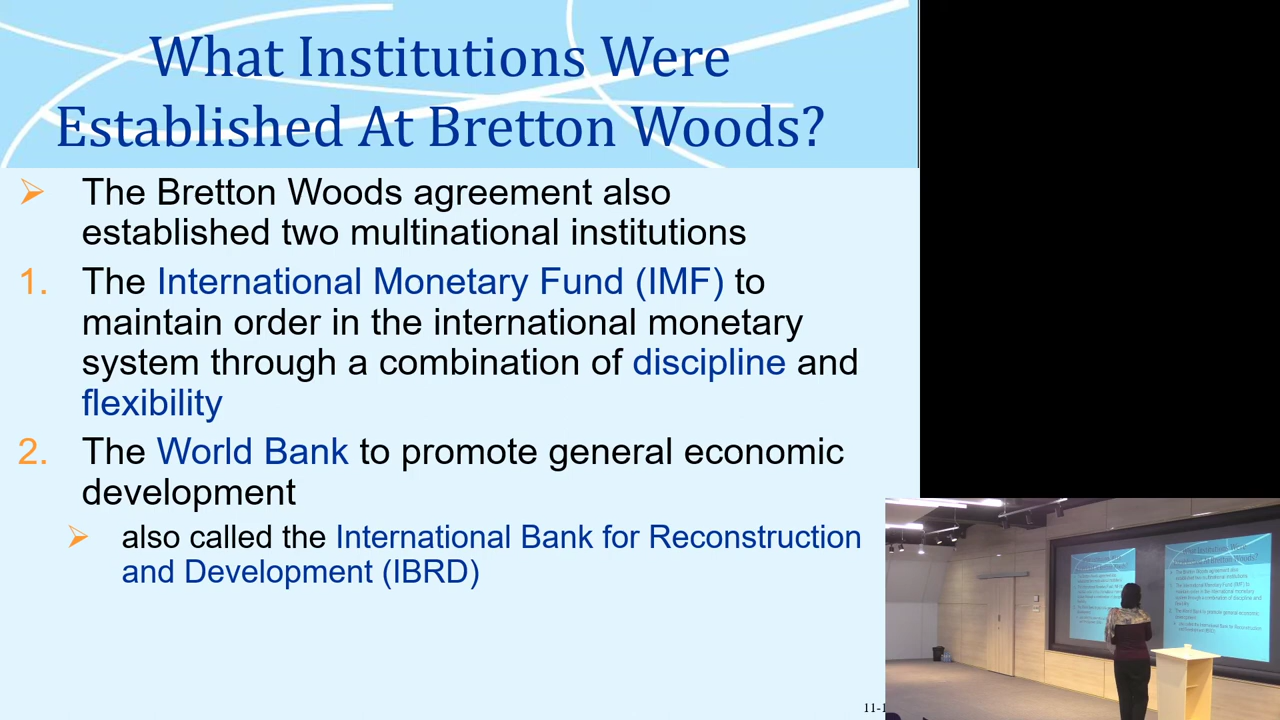 What Institutions Were
Established At Bretton Woods?
➢ The Bretton Woods agreement also
established two multinational institutions
1. The International Monetary Fund (IMF) to
maintain order in the international monetary
system through a combination of discipline and
flexibility
2. The World Bank to promote general economic
development
➢ also called the International Bank for Reconstruction
and Development (IBRD)
11-1